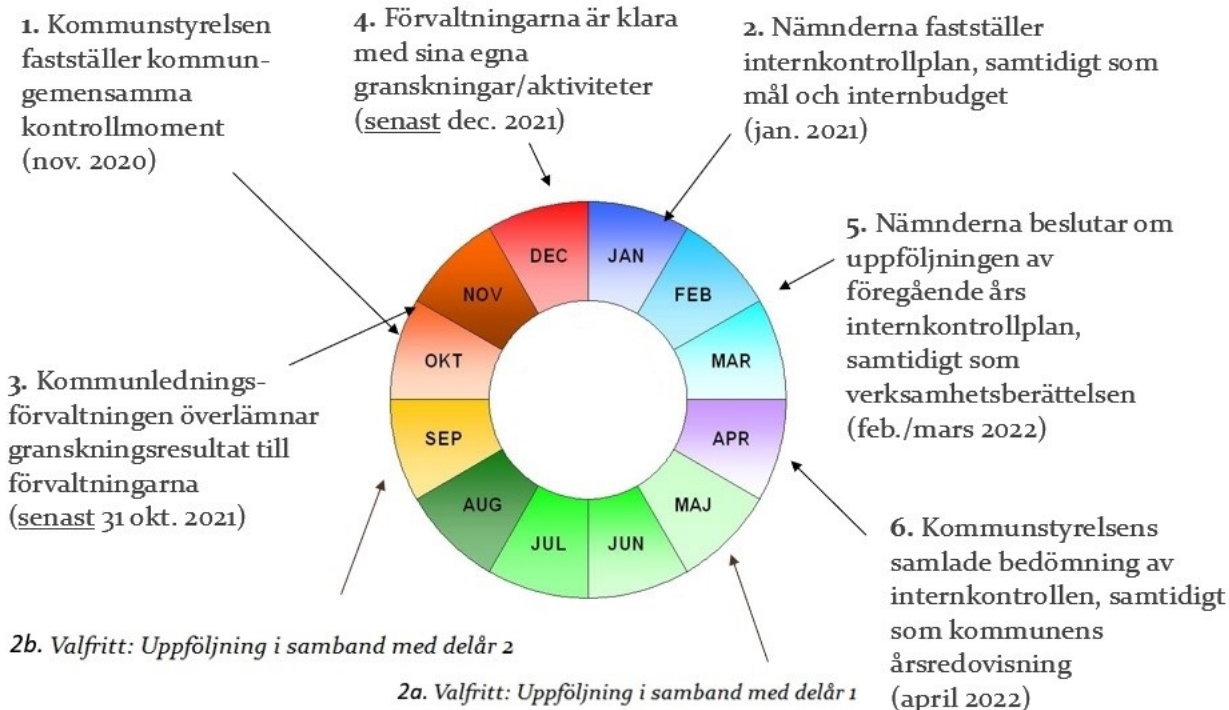 1. Kommunstyrelsen
fastställer kommun-
gemensamma
kontrollmoment
(nov. 2020)
4. Förvaltningarna är klara
med sina egna
granskningar/aktiviteter
(senast dec. 2021)
2. Nämnderna fastställer
internkontrollplan, samtidigt som
mål och internbudget
(jan. 2021)
5. Nämnderna beslutar om
uppföljningen av
föregående års
internkontrollplan,
samtidigt som
verksamhetsberättelsen
(feb./mars 2022)
3. Kommunlednings-
förvaltningen överlämnar
granskningsresultat till
förvaltningarna
(senast 31 okt. 2021)
6. Kommunstyrelsens
samlade bedömning av
internkontrollen, samtidigt
som kommunens
årsredovisning
(april 2022)
2b. Valfritt: Uppföljning i samband med delår 2
2a. Valfritt: Uppföljning i samband med delår 1
JAN
FEB
MAR
APR
MAJ
JUN
JUL
AUG
SEP
OKT
NOV
DEC